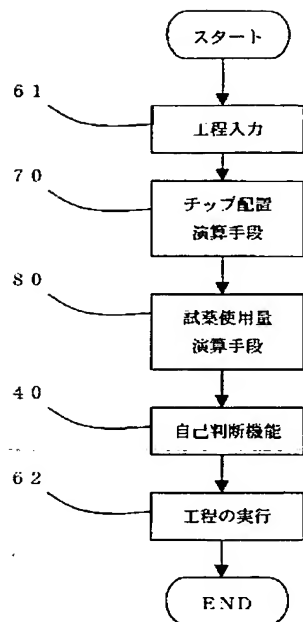 スタート
６１
工程入力
７０
チップ配置
演算手段
８０
試薬使用量
演算手段
４０
自己判断機能
６２
工程の実行
ＥＮＤ